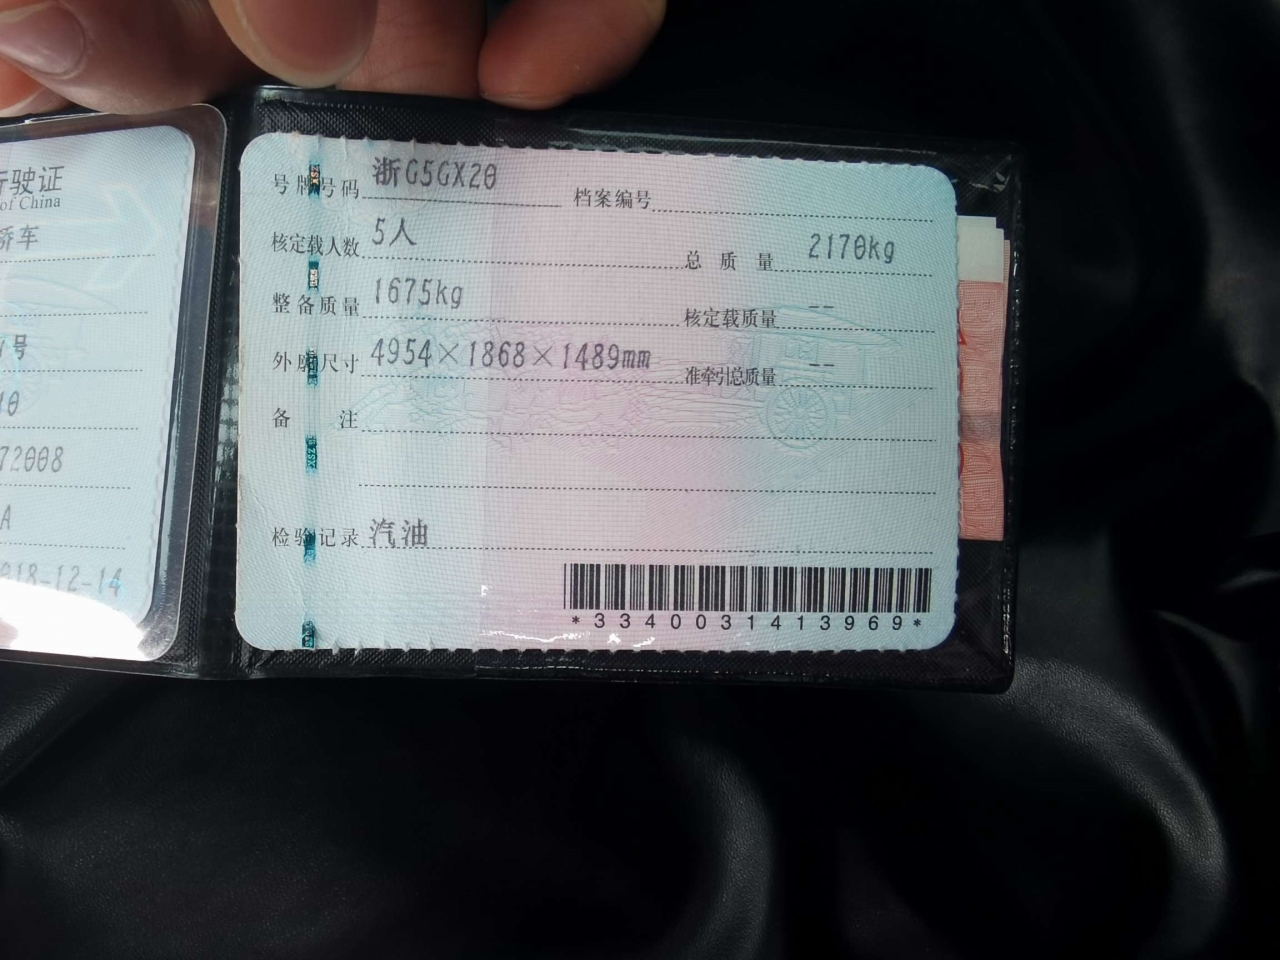 行驶证
of China
轿车
号
72008
A
018-12-14
号牌号码 浙G5GX20 档案编号
核定载人数 5人 总质量 2170kg
整备质量 1675kg 核定载质量 --
外廓尺寸 4954×1868×1489mm 准牵引总质量 --
备注
检验记录 汽油
*3340031413969*